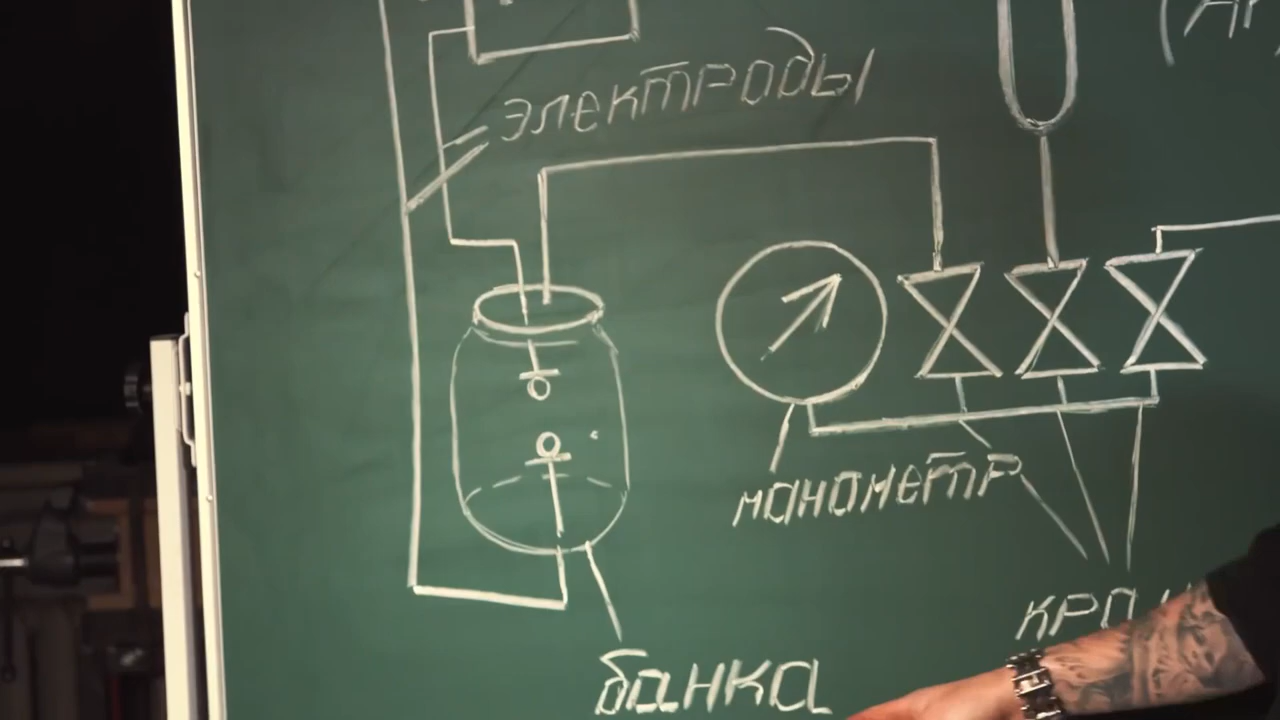 электроды
манометр
банка